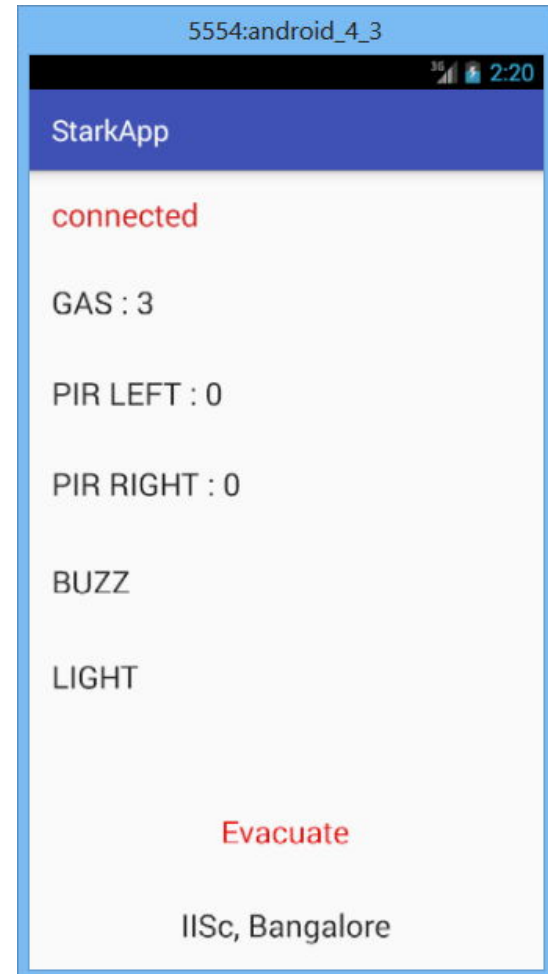 5554:android_4_3
3G 2:20
StarkApp
connected
GAS : 3
PIR LEFT : 0
PIR RIGHT : 0
BUZZ
LIGHT
Evacuate
IISc, Bangalore